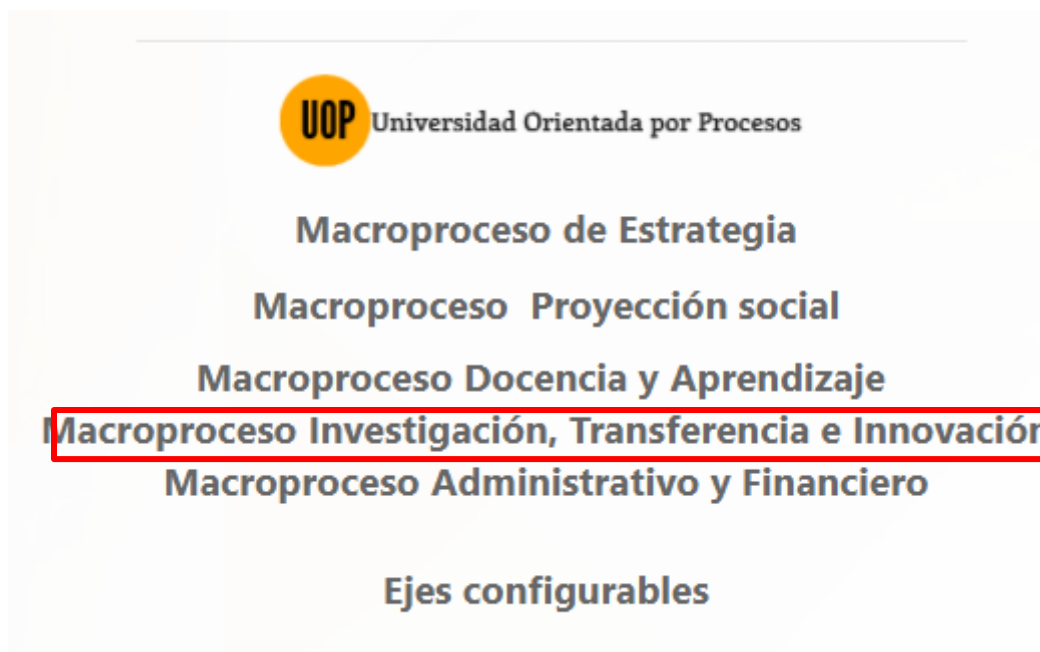 UOP Universidad Orientada por Procesos
Macroproceso de Estrategia
Macroproceso Proyección social
Macroproceso Docencia y Aprendizaje
Macroproceso Investigación, Transferencia e Innovación
Macroproceso Administrativo y Financiero
Ejes configurables